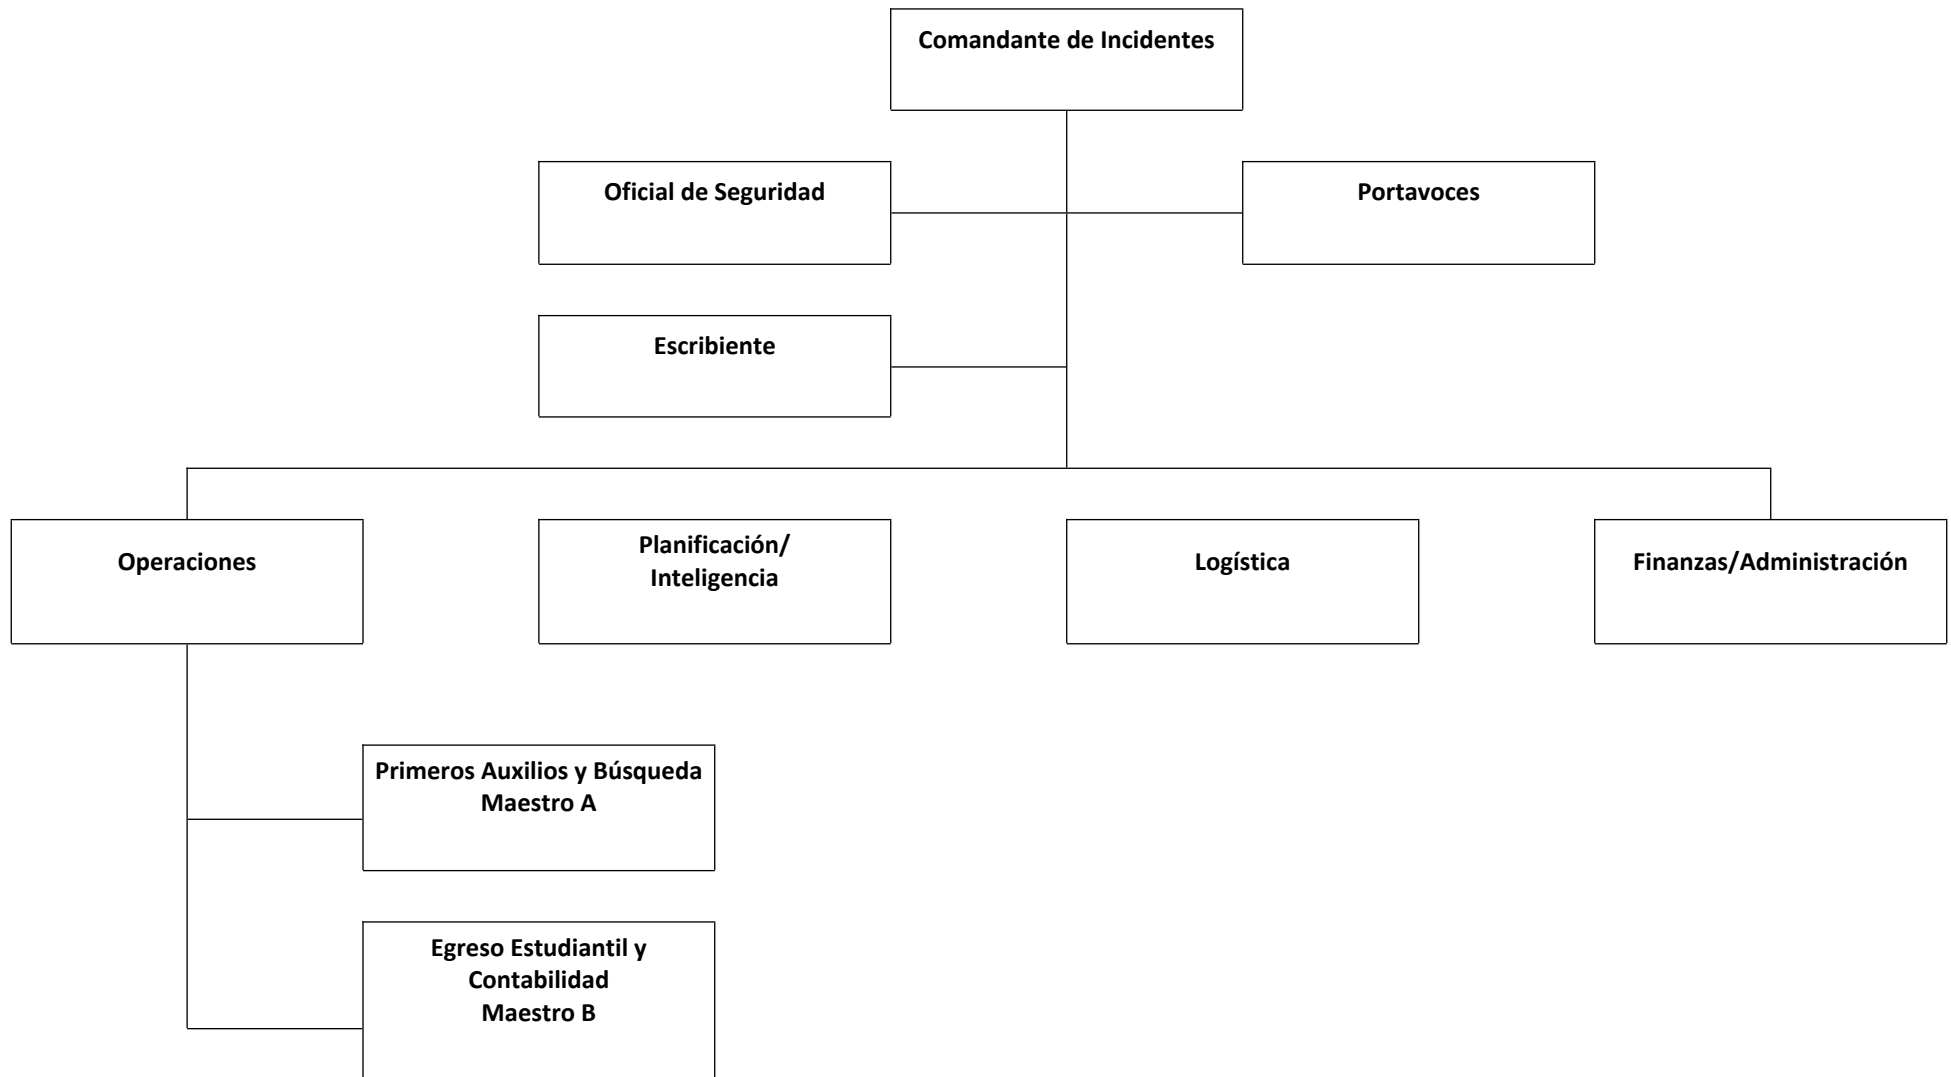 Comandante de Incidentes
Oficial de Seguridad
Portavoces
Escribiente
Operaciones
Planificación/
Inteligencia
Logística
Finanzas/Administración
Primeros Auxilios y Búsqueda
Maestro A
Egreso Estudiantil y
Contabilidad
Maestro B